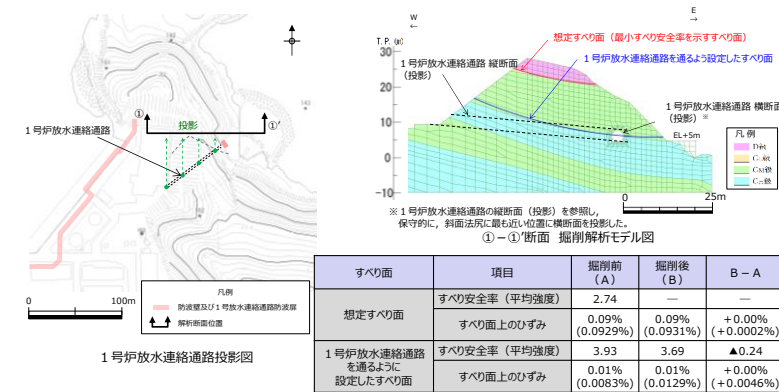 W
←
E
→
T. P. (m)
想定すべり面（最小すべり安全率を示すすべり面）
1号炉放水連絡通路を通るよう設定したすべり面
1号炉放水連絡通路 縦断面
（投影）
1号炉放水連絡通路 横断面
（投影）※
EL+5m
30
20
10
0
-10
凡 例
D級
CL級
CM級
CH級
0
25m
※1号炉放水連絡通路の縦断面（投影）を参照し，
保守的に，斜面法尻に最も近い位置に横断面を投影した。
①－①’断面 掘削解析モデル図
①
①’
投影
1号炉放水連絡通路
凡例
防波壁及び1号放水連絡通路防波扉
解析断面位置
0
100m
1号炉放水連絡通路投影図
すべり面 項目 掘削前（A） 掘削後（B） B－A
想定すべり面 すべり安全率（平均強度） 2.74 － －
すべり面上のひずみ 0.09%（0.0929%） 0.09%（0.0931%） +0.00%（+0.0002%）
1号炉放水連絡通路を通るように設定したすべり面 すべり安全率（平均強度） 3.93 3.69 ▲0.24
すべり面上のひずみ 0.01%（0.0083%） 0.01%（0.0129%） +0.00%（+0.0046%）